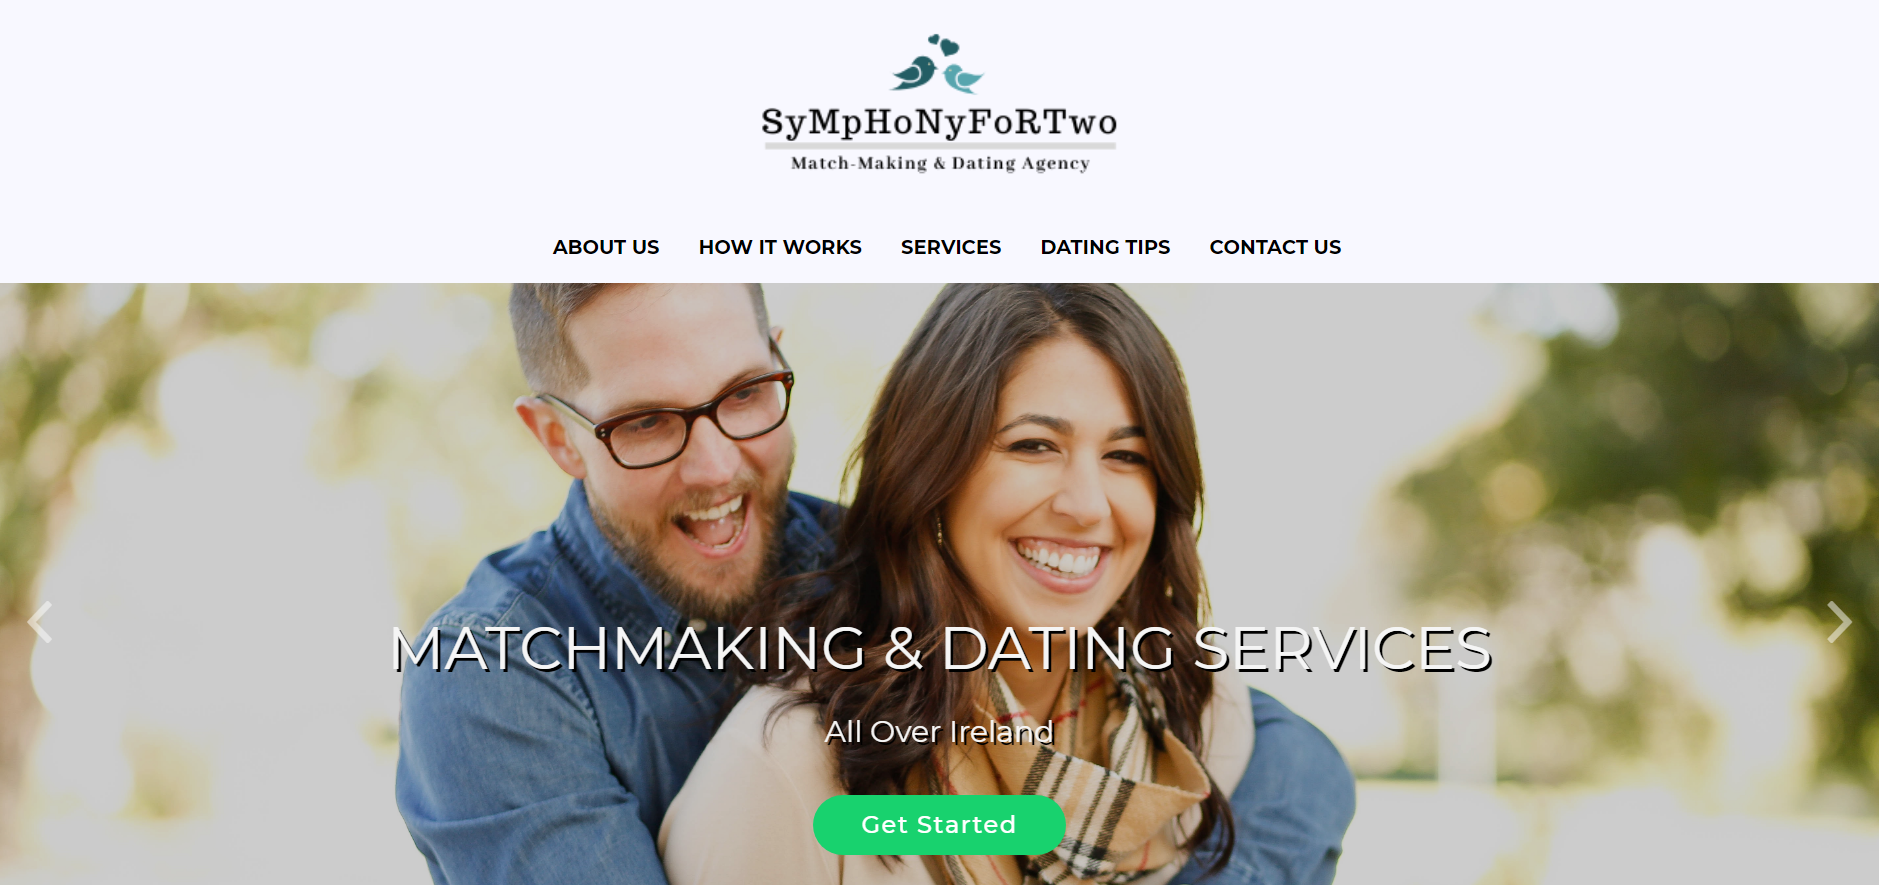 SyMpHoNyFoRTwo
Match-Making & Dating Agency
ABOUT US HOW IT WORKS SERVICES DATING TIPS CONTACT US
MATCHMAKING & DATING SERVICES
All Over Ireland
Get Started